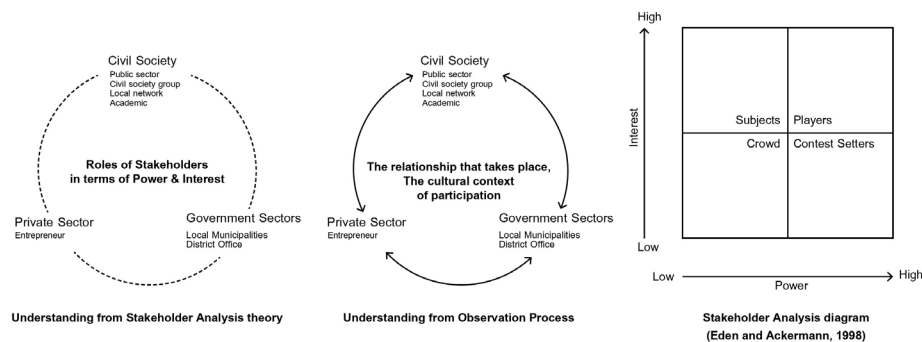 Civil Society
Public sector
Civil society group
Local network
Academic
Roles of Stakeholders
in terms of Power & Interest
Private Sector
Entrepreneur
Government Sectors
Local Municipalities
District Office
Understanding from Stakeholder Analysis theory
Civil Society
Public sector
Civil society group
Local network
Academic
The relationship that takes place,
The cultural context
of participation
Private Sector
Entrepreneur
Government Sectors
Local Municipalities
District Office
Understanding from Observation Process
High
Interest
Subjects
Players
Crowd
Contest Setters
Low
Low
High
Power
Stakeholder Analysis diagram
(Eden and Ackermann, 1998)